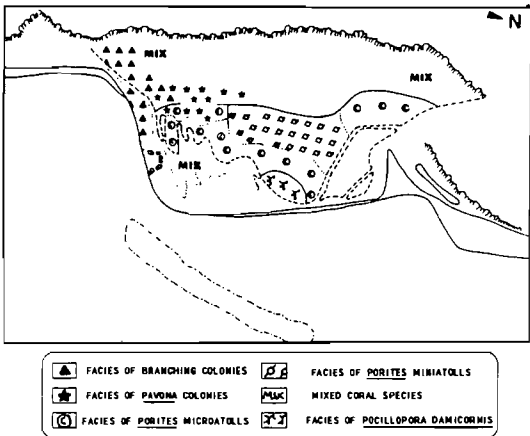 N
MIX
MIX
MIX
FACIES OF BRANCHING COLONIES
FACIES OF PAVONA COLONIES
FACIES OF PORITES MICROATOLLS
FACIES OF PORITES MINIATOLLS
MIX MIXED CORAL SPECIES
FACIES OF POCILLOPORA DAMICORNIS